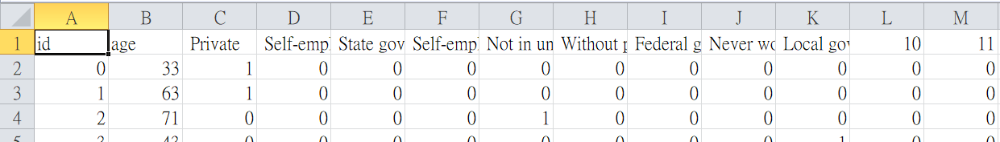 A B C D E F G H I J K L M
1 id age Private Self-emp State gov Self-emp Not in un Without p Federal g Never wo Local gov 10 11
2 0 33 1 0 0 0 0 0 0 0 0 0 0
3 1 63 1 0 0 0 0 0 0 0 0 0 0
4 2 71 0 0 0 0 1 0 0 0 0 0 0
5 3 43 0 0 0 0 0 0 0 0 1 0 0